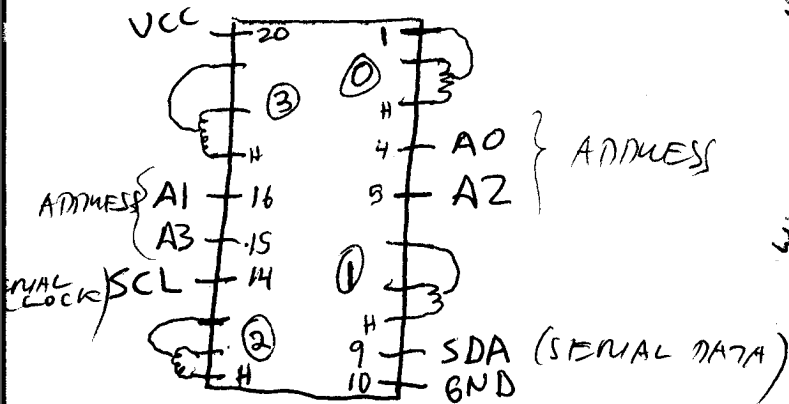 VCC 20 1
0
3
H
H
4 A0
ADDRESS
ADDRESS A1 16 5 A2
A3 15
SCL 14 1
H
2 9 SDA (SERIAL DATA)
H 10 GND